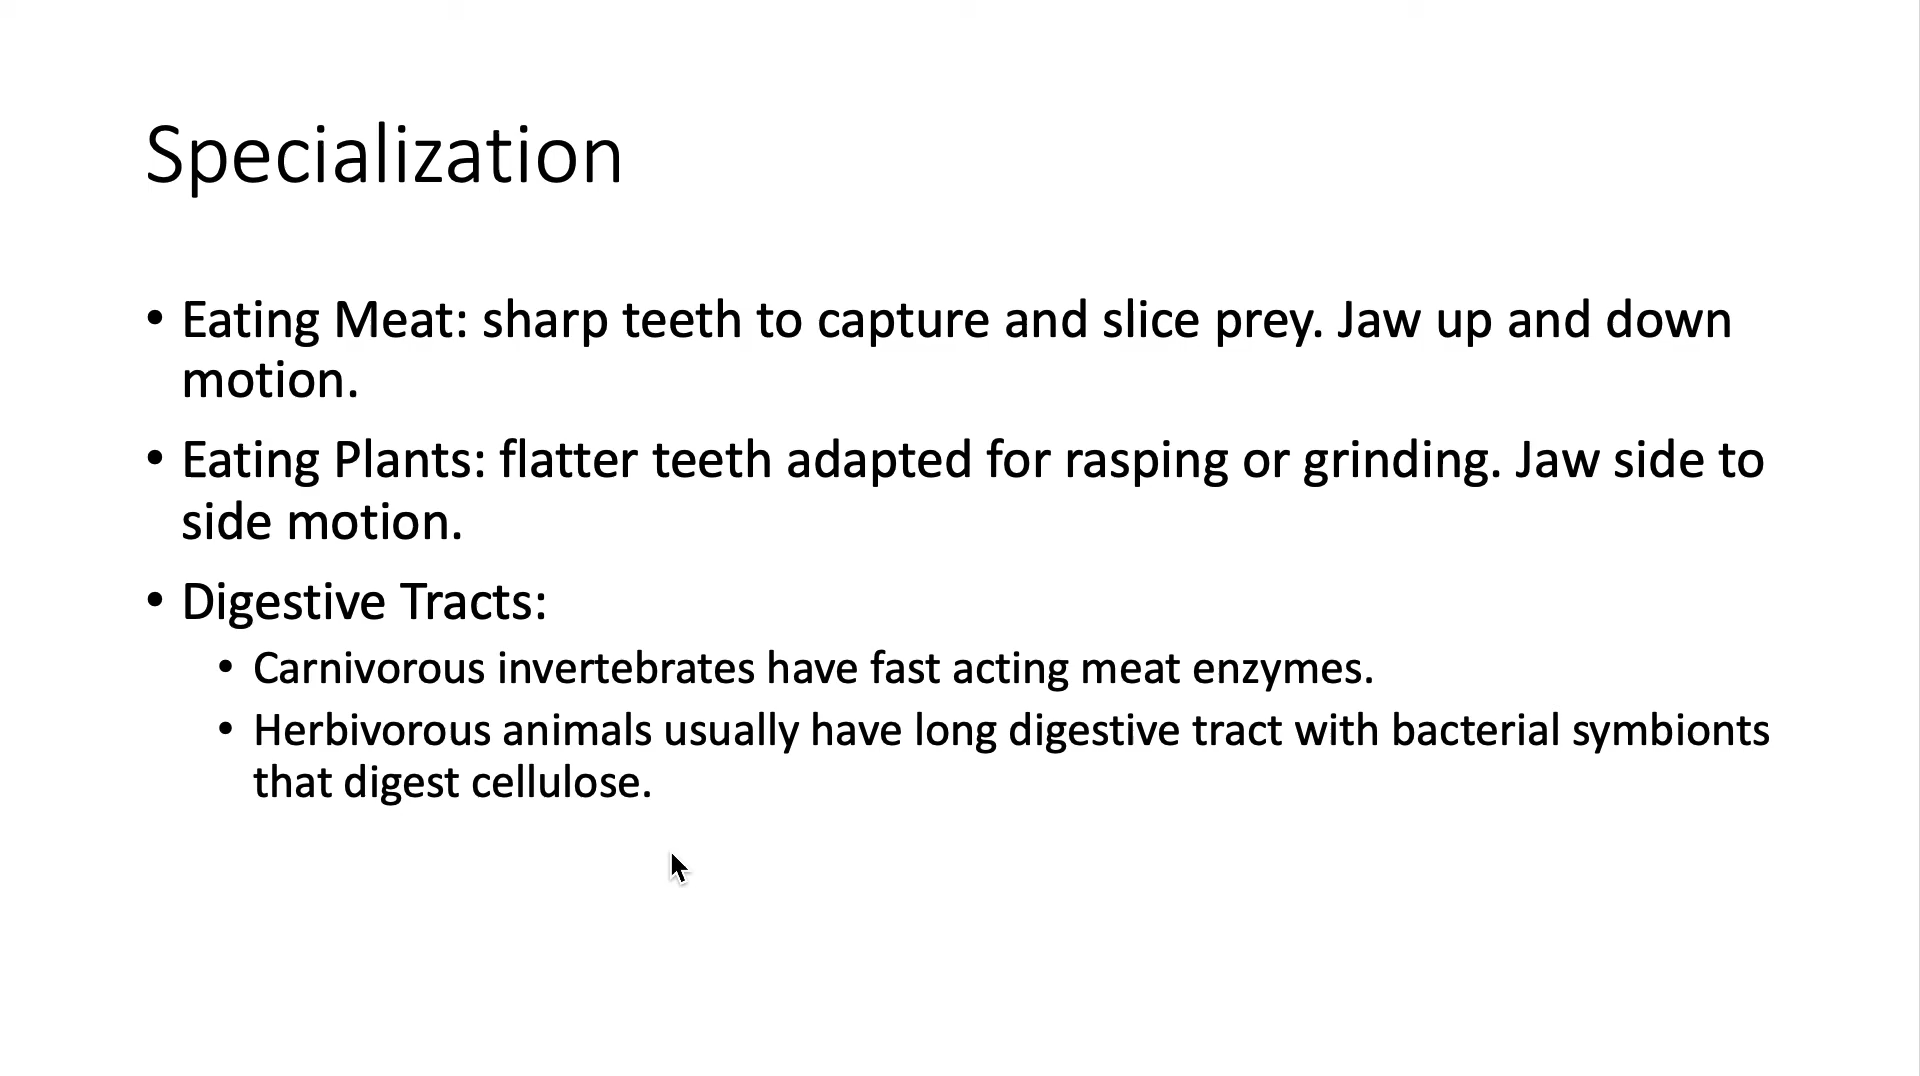 Specialization
• Eating Meat: sharp teeth to capture and slice prey. Jaw up and down
motion.
• Eating Plants: flatter teeth adapted for rasping or grinding. Jaw side to
side motion.
• Digestive Tracts:
• Carnivorous invertebrates have fast acting meat enzymes.
• Herbivorous animals usually have long digestive tract with bacterial symbionts
that digest cellulose.